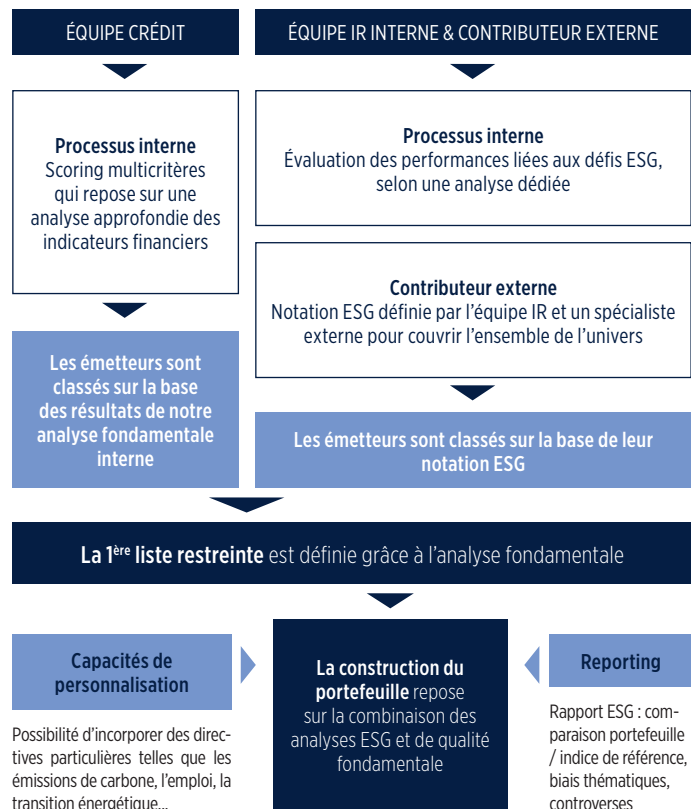 ÉQUIPE CRÉDIT
Processus interne
Scoring multicritères
qui repose sur une
analyse approfondie des
indicateurs financiers
Les émetteurs sont
classés sur la base
des résultats de notre
analyse fondamentale
interne
ÉQUIPE IR INTERNE & CONTRIBUTEUR EXTERNE
Processus interne
Évaluation des performances liées aux défis ESG,
selon une analyse dédiée
Contributeur externe
Notation ESG définie par l'équipe IR et un spécialiste
externe pour couvrir l'ensemble de l'univers
Les émetteurs sont classés sur la base de leur
notation ESG
La 1ère liste restreinte est définie grâce à l'analyse fondamentale
Capacités de
personnalisation
Possibilité d'incorporer des direc-
tives particulières telles que les
émissions de carbone, l'emploi, la
transition énergétique...
La construction du
portefeuille repose
sur la combinaison des
analyses ESG et de qualité
fondamentale
Reporting
Rapport ESG : com-
paraison portefeuille
/ indice de référence,
biais thématiques,
controverses